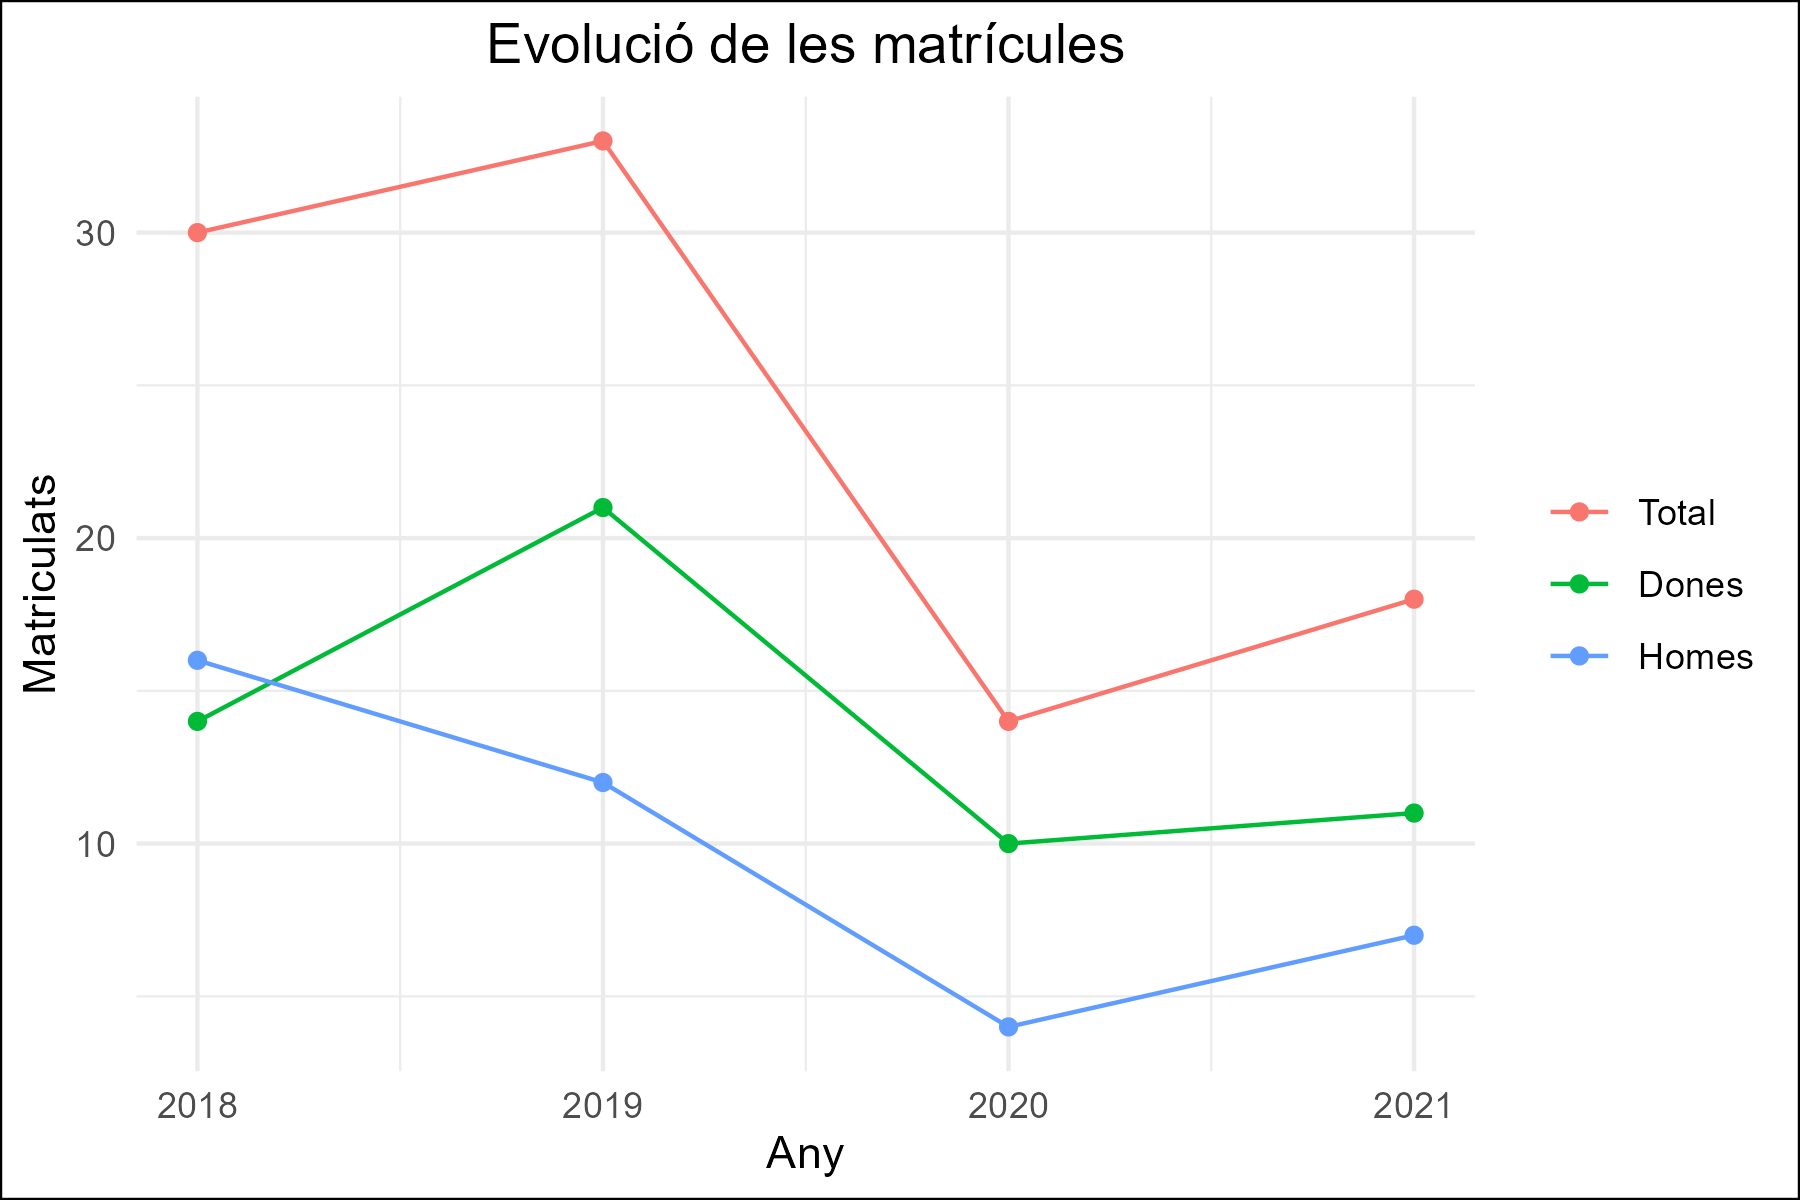 Evolució de les matrícules
Matriculats
30
20
10
2018
2019
2020
2021
Any
Total
Dones
Homes